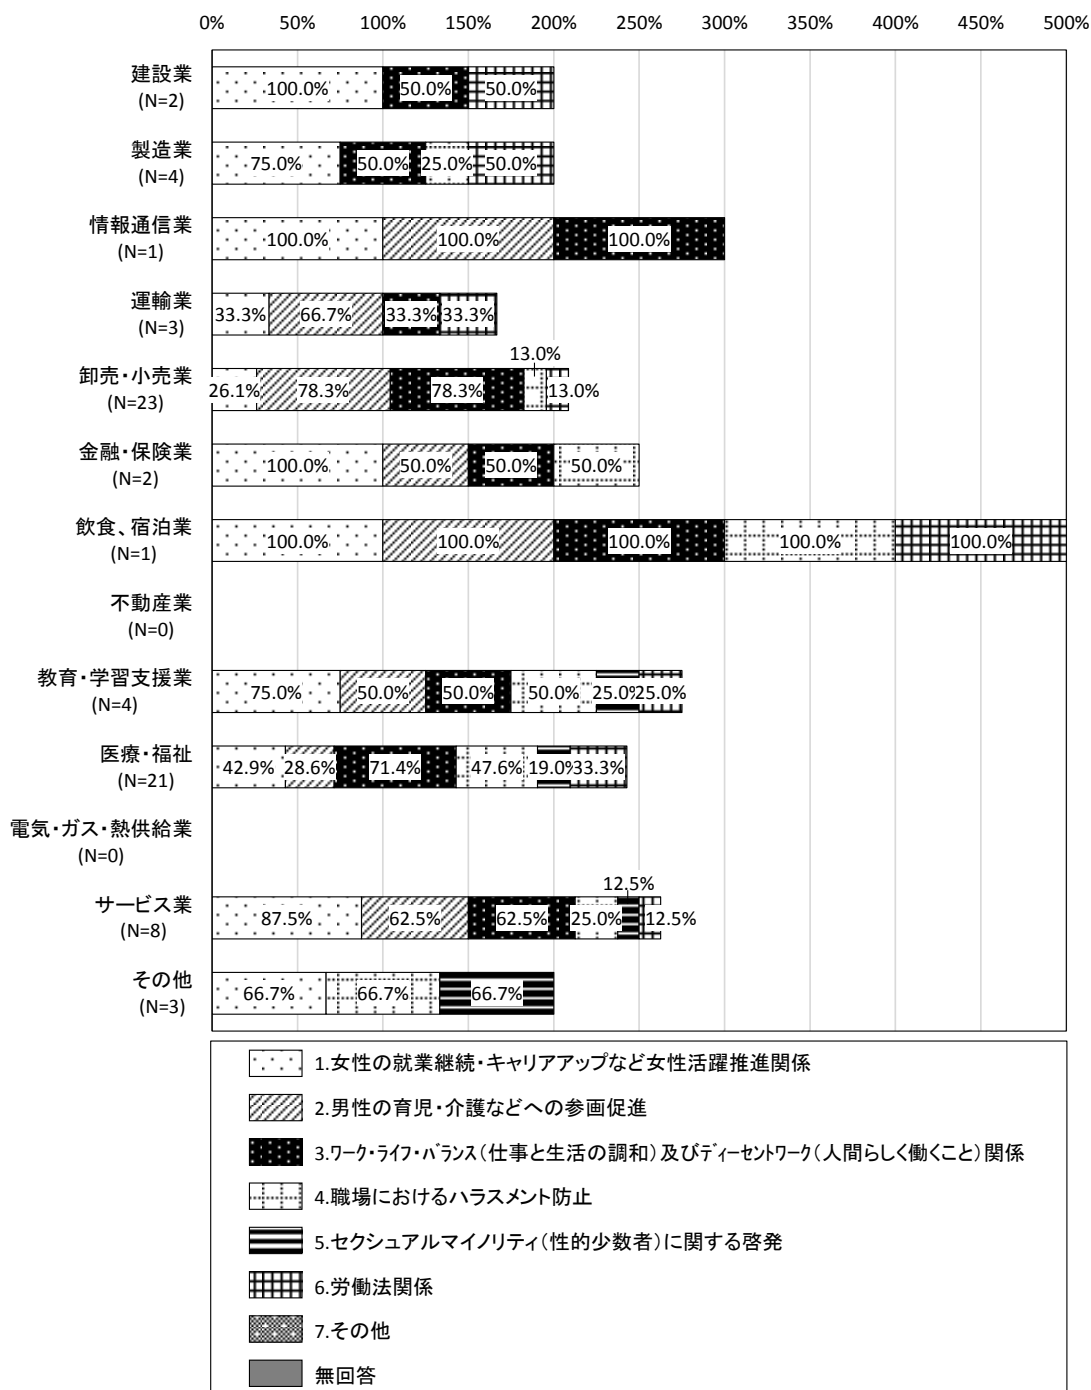 0% 50% 100% 150% 200% 250% 300% 350% 400% 450% 500%
建設業
(N=2)
100.0% 50.0% 50.0%
製造業
(N=4)
75.0% 50.0% 25.0% 50.0%
情報通信業
(N=1)
100.0% 100.0% 100.0%
運輸業
(N=3)
33.3% 66.7% 33.3% 33.3%
卸売・小売業
(N=23)
26.1% 78.3% 78.3% 13.0% 13.0%
金融・保険業
(N=2)
100.0% 50.0% 50.0% 50.0%
飲食、宿泊業
(N=1)
100.0% 100.0% 100.0% 100.0% 100.0%
不動産業
(N=0)
教育・学習支援業
(N=4)
75.0% 50.0% 50.0% 50.0% 25.0% 25.0%
医療・福祉
(N=21)
42.9% 28.6% 71.4% 47.6% 19.0% 33.3%
電気・ガス・熱供給業
(N=0)
サービス業
(N=8)
87.5% 62.5% 62.5% 25.0% 12.5% 12.5%
その他
(N=3)
66.7% 66.7% 66.7%
1.女性の就業継続・キャリアアップなど女性活躍推進関係
2.男性の育児・介護などへの参画促進
3.ワーク・ライフ・バランス(仕事と生活の調和)及びディーセントワーク(人間らしく働くこと)関係
4.職場におけるハラスメント防止
5.セクシュアルマイノリティ(性的少数者)に関する啓発
6.労働法関係
7.その他
無回答